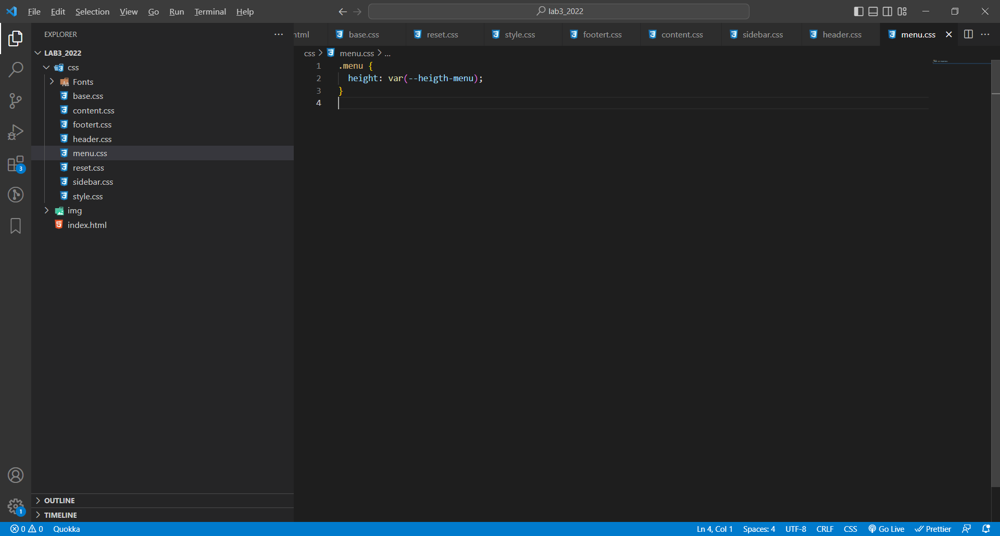 File Edit Selection View Go Run Terminal Help lab3_2022
EXPLORER
html base.css reset.css style.css footert.css content.css sidebar.css header.css menu.css
LAB3_2022
css
Fonts
base.css
content.css
footert.css
header.css
menu.css
reset.css
sidebar.css
style.css
img
index.html
css > menu.css > ...
1 .menu {
2 height: var(--heigth-menu);
3 }
4
3
OUTLINE
TIMELINE
1
0 0 Quokka Ln 4, Col 1 Spaces: 4 UTF-8 CRLF CSS Go Live Prettier